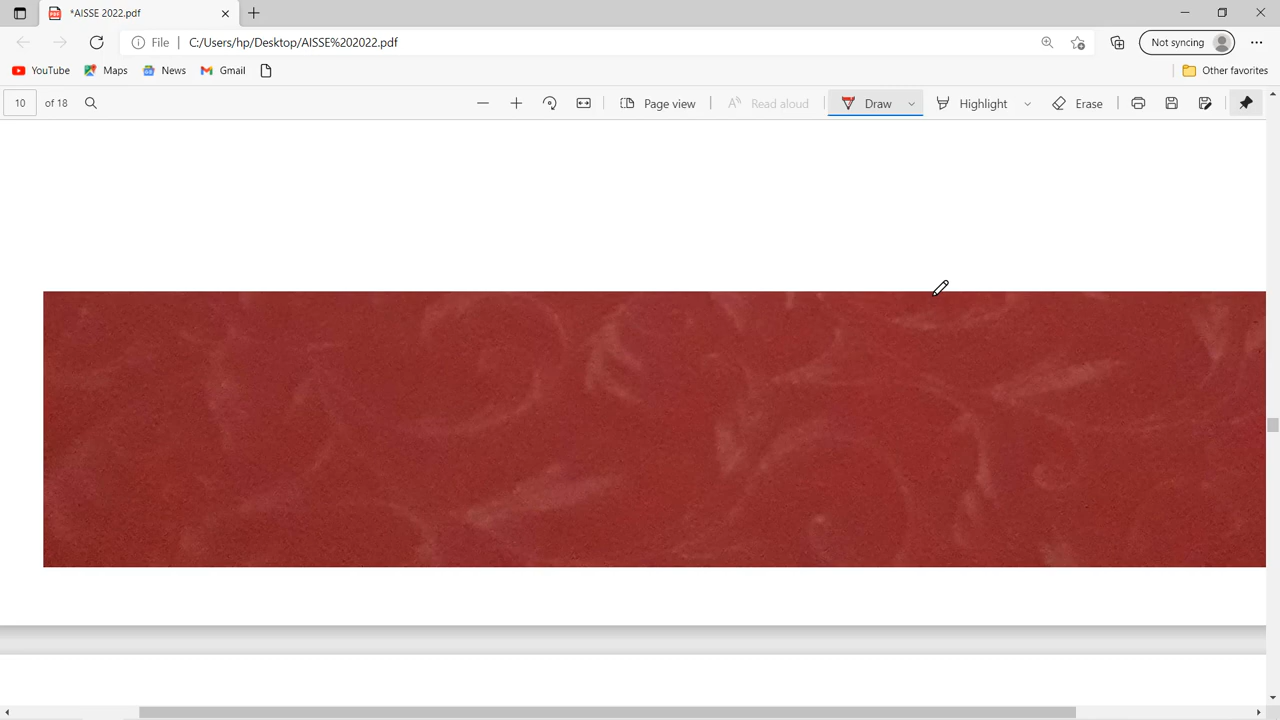 *AISSE 2022.pdf
File | C:/Users/hp/Desktop/AISSE%202022.pdf
Not syncing
YouTube Maps News Gmail Other favorites
10 of 18 Page view Read aloud Draw Highlight Erase